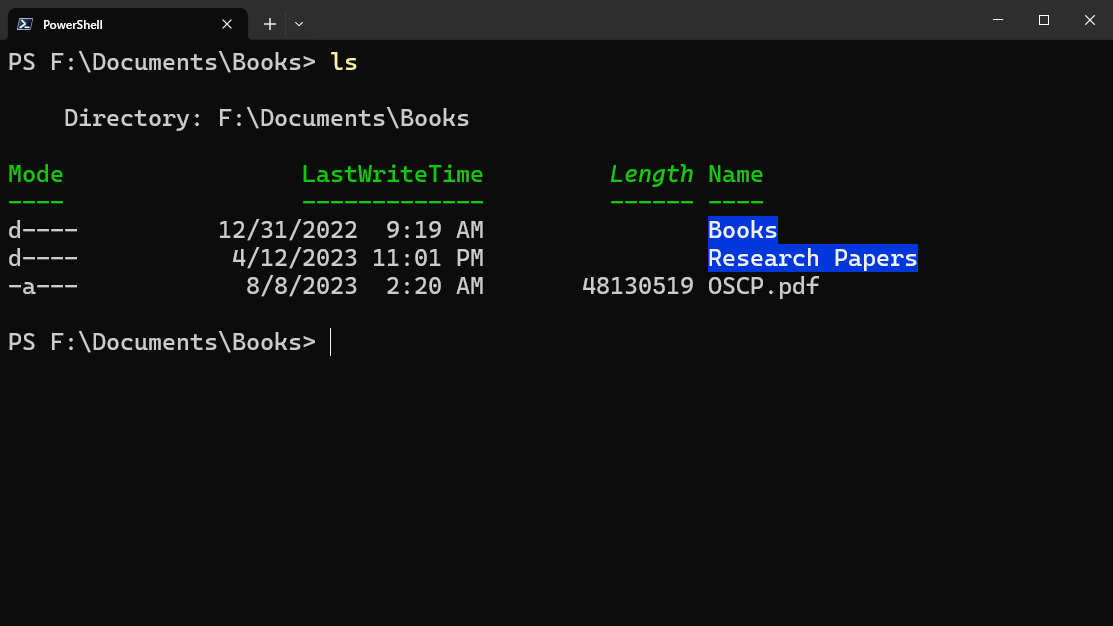 PowerShell
PS F:\Documents\Books> ls
Directory: F:\Documents\Books
Mode LastWriteTime Length Name
---- ------------- ------ ----
d---- 12/31/2022 9:19 AM Books
d---- 4/12/2023 11:01 PM Research Papers
-a--- 8/8/2023 2:20 AM 48130519 OSCP.pdf
PS F:\Documents\Books>